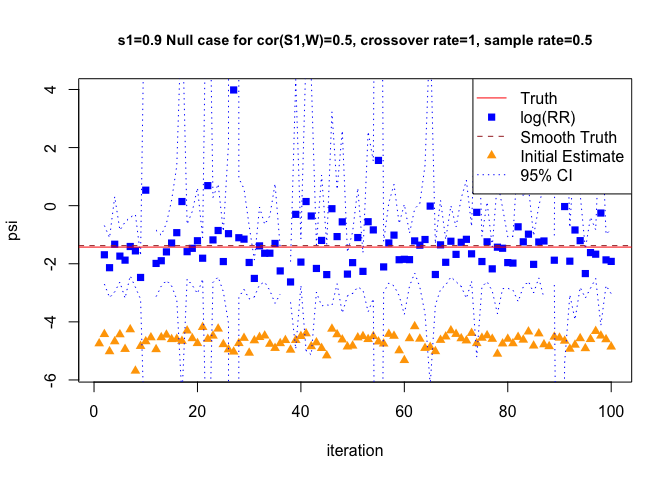 s1=0.9 Null case for cor(S1,W)=0.5, crossover rate=1, sample rate=0.5
Truth
log(RR)
Smooth Truth
Initial Estimate
95% CI
psi
4
2
0
-2
-4
-6
0 20 40 60 80 100
iteration